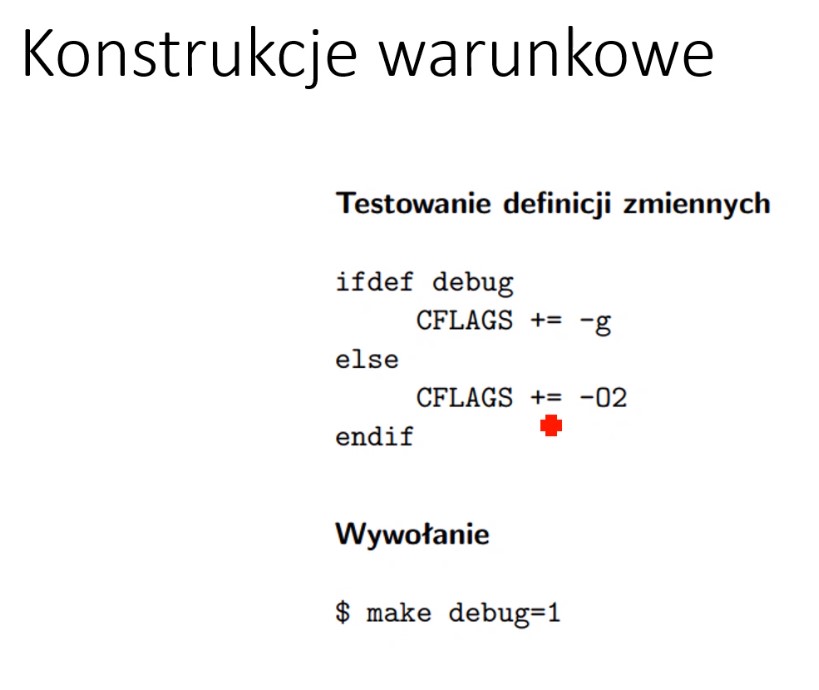 Konstrukcje warunkowe
Testowanie definicji zmiennych
ifdef debug
CFLAGS += -g
else
CFLAGS += -O2
endif
Wywołanie
$ make debug=1